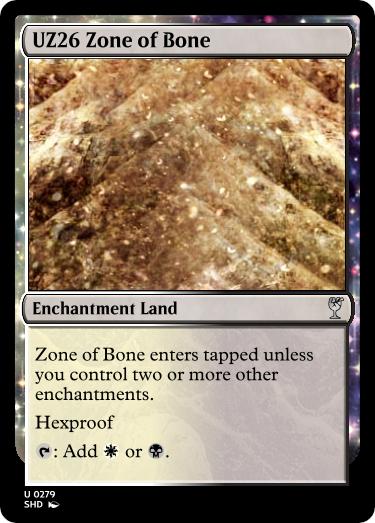 UZ26 Zone of Bone
Enchantment Land
Zone of Bone enters tapped unless
you control two or more other
enchantments.
Hexproof
: Add or .
U 0279
SHD